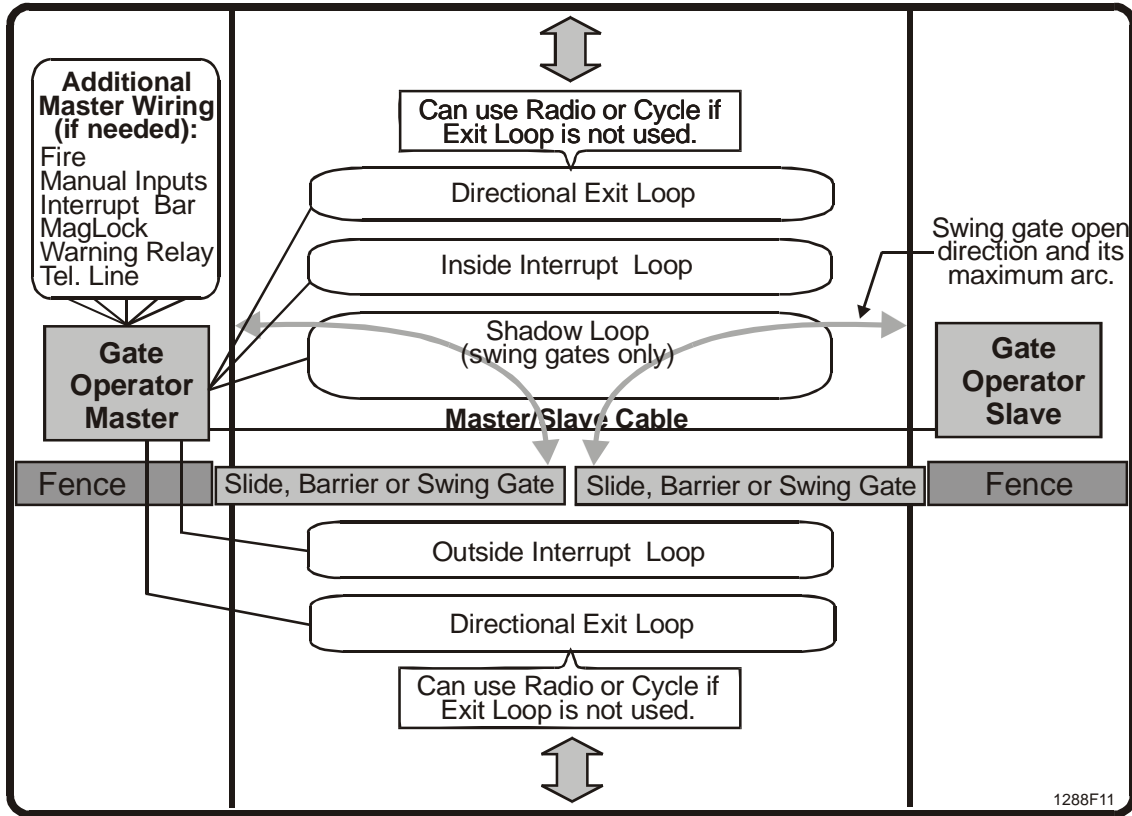 Additional
Master Wiring
(if needed):
Fire
Manual Inputs
Interrupt Bar
MagLock
Warning Relay
Tel. Line
Can use Radio or Cycle if
Exit Loop is not used.
Directional Exit Loop
Inside Interrupt Loop
Swing gate open
direction and its
maximum arc.
Shadow Loop
(swing gates only)
Gate
Operator
Master
Gate
Operator
Slave
Master/Slave Cable
Fence
Slide, Barrier or Swing Gate
Slide, Barrier or Swing Gate
Fence
Outside Interrupt Loop
Directional Exit Loop
Can use Radio or Cycle if
Exit Loop is not used.
1288F11